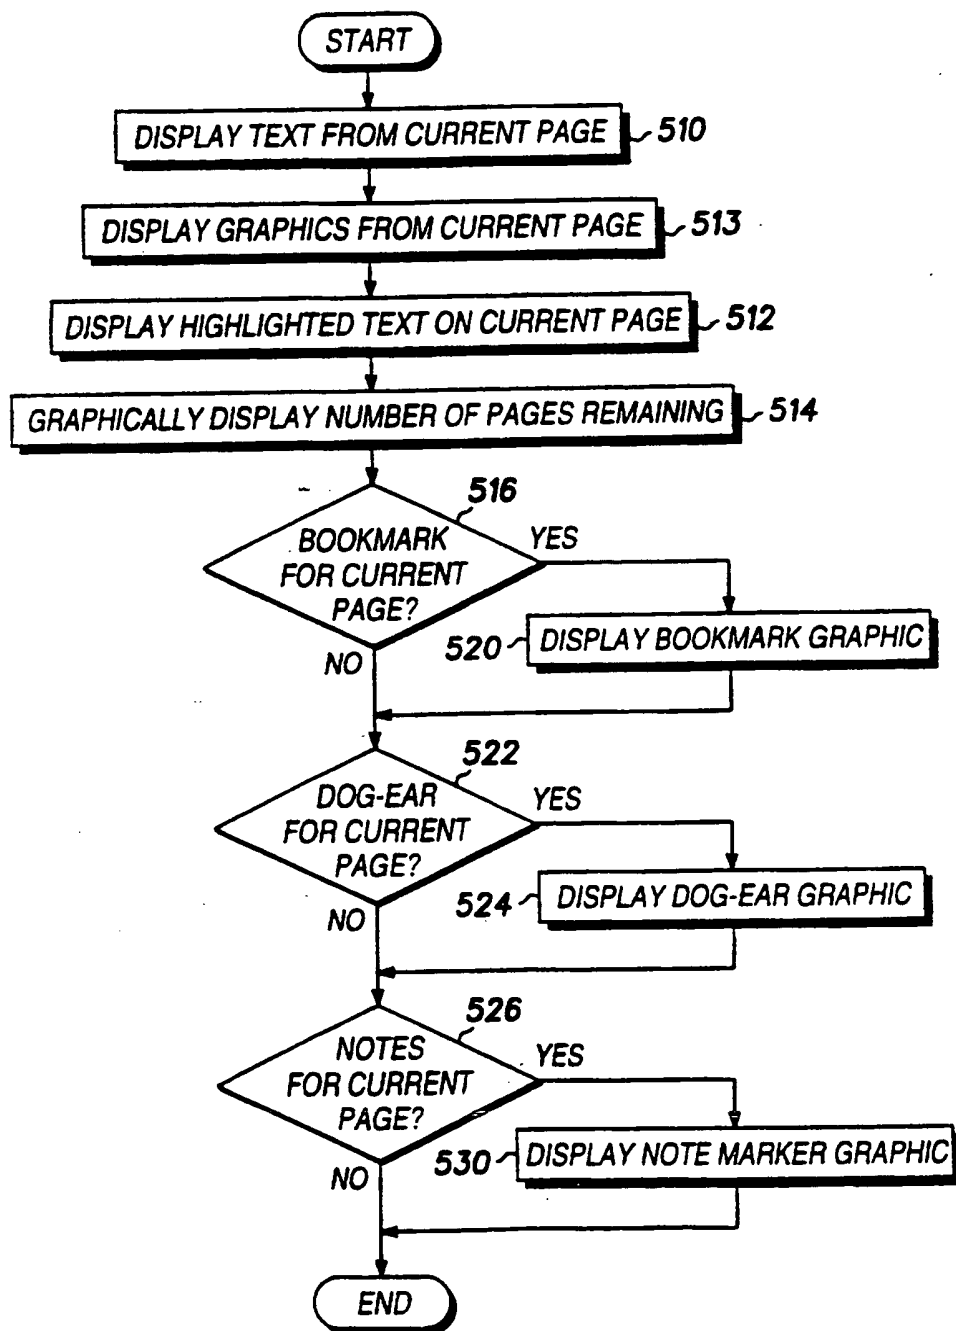 START
DISPLAY TEXT FROM CURRENT PAGE 510
DISPLAY GRAPHICS FROM CURRENT PAGE 513
DISPLAY HIGHLIGHTED TEXT ON CURRENT PAGE 512
GRAPHICALLY DISPLAY NUMBER OF PAGES REMAINING 514
516
BOOKMARK
FOR CURRENT
PAGE?
YES
NO
520 DISPLAY BOOKMARK GRAPHIC
522
DOG-EAR
FOR CURRENT
PAGE?
YES
NO
524 DISPLAY DOG-EAR GRAPHIC
526
NOTES
FOR CURRENT
PAGE?
YES
NO
530 DISPLAY NOTE MARKER GRAPHIC
END